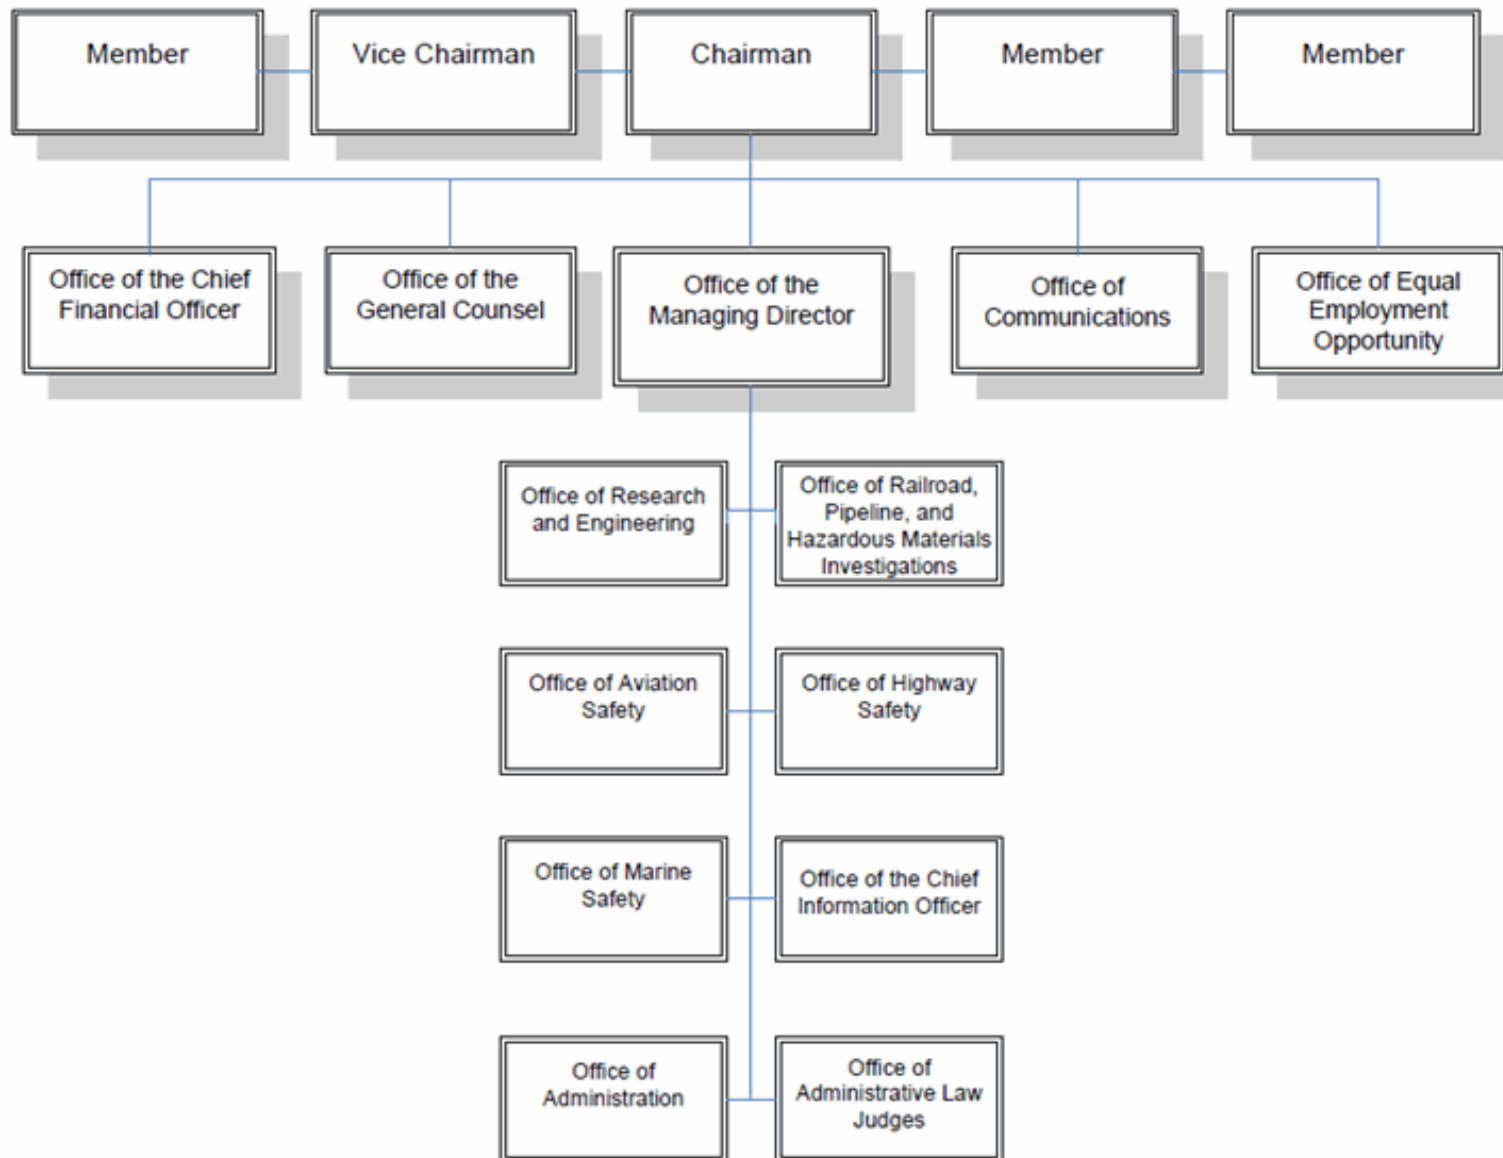 Member
Vice Chairman
Chairman
Member
Member
Office of the Chief
Financial Officer
Office of the
General Counsel
Office of the
Managing Director
Office of
Communications
Office of Equal
Employment
Opportunity
Office of Research
and Engineering
Office of Railroad,
Pipeline, and
Hazardous Materials
Investigations
Office of Aviation
Safety
Office of Highway
Safety
Office of Marine
Safety
Office of the Chief
Information Officer
Office of
Administration
Office of
Administrative Law
Judges